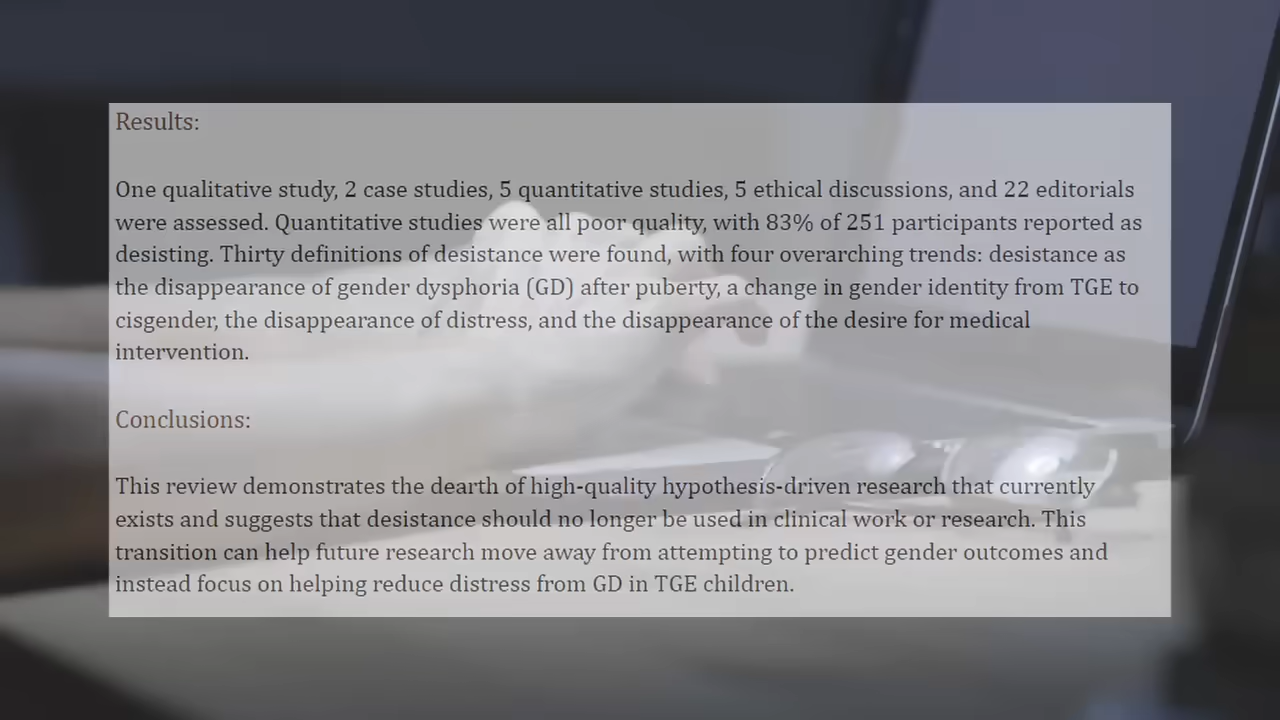 Results:
One qualitative study, 2 case studies, 5 quantitative studies, 5 ethical discussions, and 22 editorials
were assessed. Quantitative studies were all poor quality, with 83% of 251 participants reported as
desisting. Thirty definitions of desistance were found, with four overarching trends: desistance as
the disappearance of gender dysphoria (GD) after puberty, a change in gender identity from TGE to
cisgender, the disappearance of distress, and the disappearance of the desire for medical
intervention.
Conclusions:
This review demonstrates the dearth of high-quality hypothesis-driven research that currently
exists and suggests that desistance should no longer be used in clinical work or research. This
transition can help future research move away from attempting to predict gender outcomes and
instead focus on helping reduce distress from GD in TGE children.